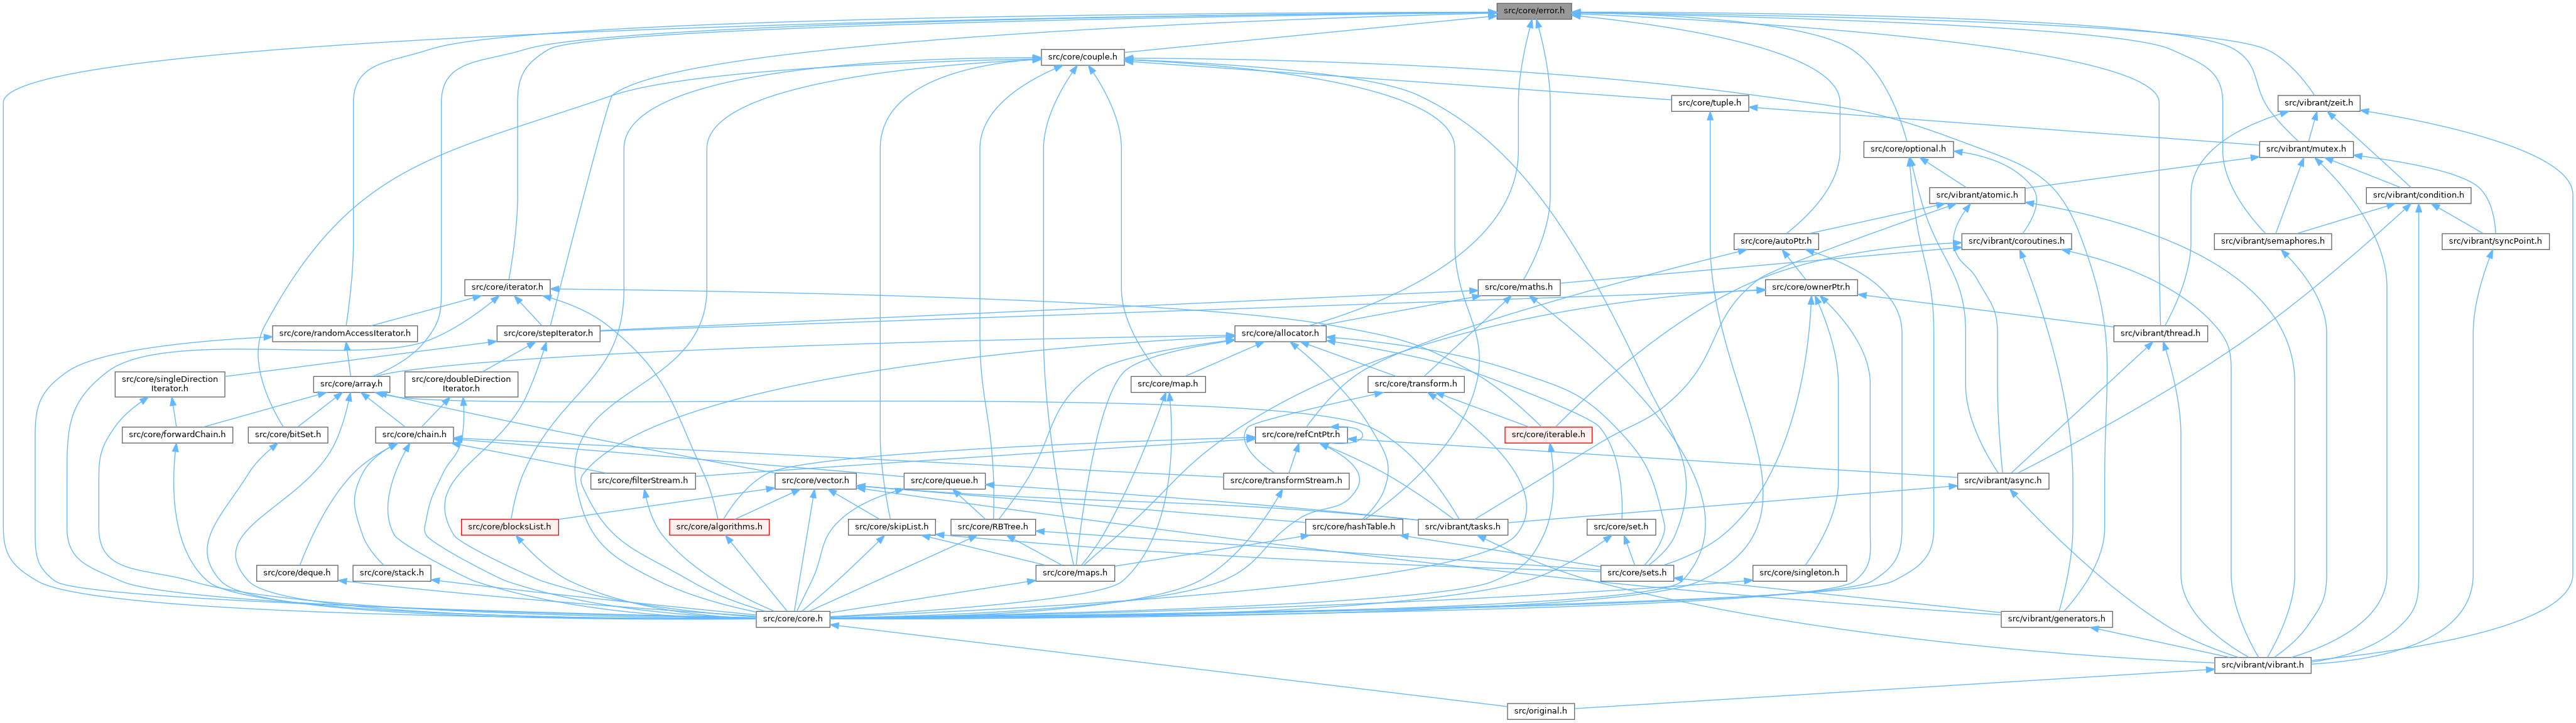 src/core/error.h
src/core/couple.h
src/core/tuple.h
src/vibrant/zeit.h
src/core/optional.h
src/vibrant/mutex.h
src/vibrant/atomic.h
src/vibrant/condition.h
src/core/autoPtr.h
src/vibrant/coroutines.h
src/vibrant/semaphores.h
src/vibrant/syncPoint.h
src/core/iterator.h
src/core/maths.h
src/core/ownerPtr.h
src/core/randomAccessIterator.h
src/core/stepIterator.h
src/core/allocator.h
src/vibrant/thread.h
src/core/singleDirection
Iterator.h
src/core/array.h
src/core/doubleDirection
Iterator.h
src/core/map.h
src/core/transform.h
src/core/forwardChain.h
src/core/bitSet.h
src/core/chain.h
src/core/refCntPtr.h
src/core/iterable.h
src/core/filterStream.h
src/core/vector.h
src/core/queue.h
src/core/transformStream.h
src/vibrant/async.h
src/core/blocksList.h
src/core/algorithms.h
src/core/skipList.h
src/core/RBTree.h
src/core/hashTable.h
src/vibrant/tasks.h
src/core/set.h
src/core/deque.h
src/core/stack.h
src/core/maps.h
src/core/sets.h
src/core/singleton.h
src/core/core.h
src/vibrant/generators.h
src/vibrant/vibrant.h
src/original.h